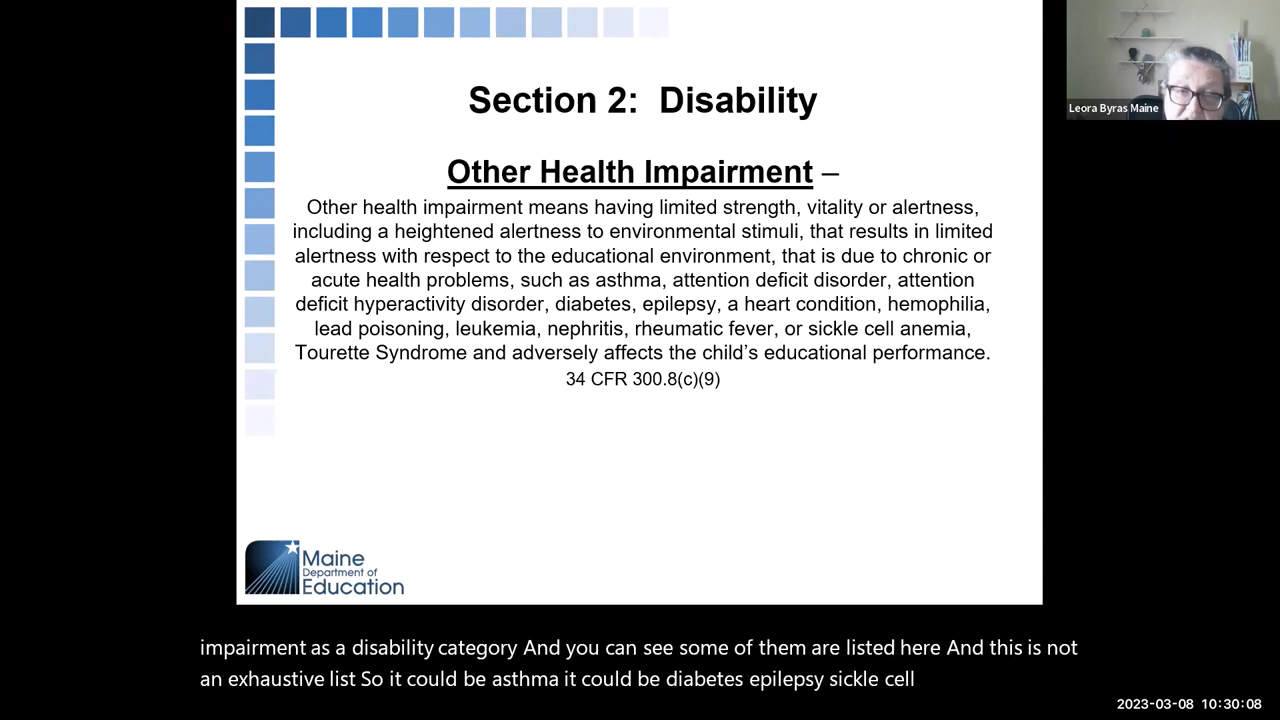 Section 2:  Disability
Other Health Impairment –
Other health impairment means having limited strength, vitality or alertness,
including a heightened alertness to environmental stimuli, that results in limited
alertness with respect to the educational environment, that is due to chronic or
acute health problems, such as asthma, attention deficit disorder, attention
deficit hyperactivity disorder, diabetes, epilepsy, a heart condition, hemophilia,
lead poisoning, leukemia, nephritis, rheumatic fever, or sickle cell anemia,
Tourette Syndrome and adversely affects the child’s educational performance.
34 CFR 300.8(c)(9)
Maine
Department of
Education
Leora Byras Maine
impairment as a disability category And you can see some of them are listed here And this is not
an exhaustive list So it could be asthma it could be diabetes epilepsy sickle cell
2023-03-08 10:30:08